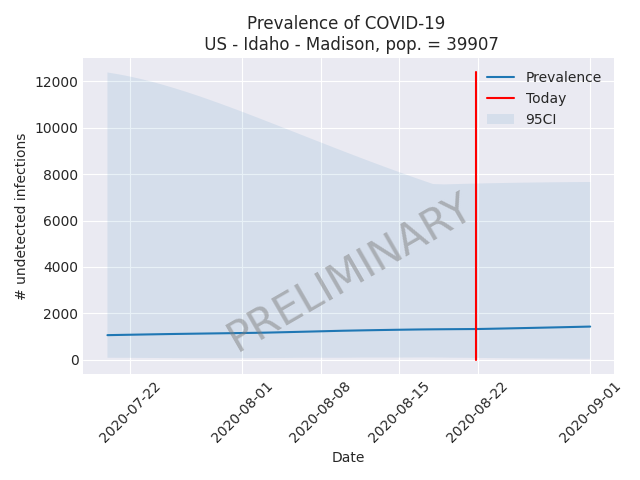 Prevalence of COVID-19
US - Idaho - Madison, pop. = 39907
Prevalence
Today
95CI
12000
10000
8000
6000
4000
2000
0
# undetected infections
PRELIMINARY
2020-07-22
2020-08-01
2020-08-08
2020-08-15
2020-08-22
2020-09-01
Date